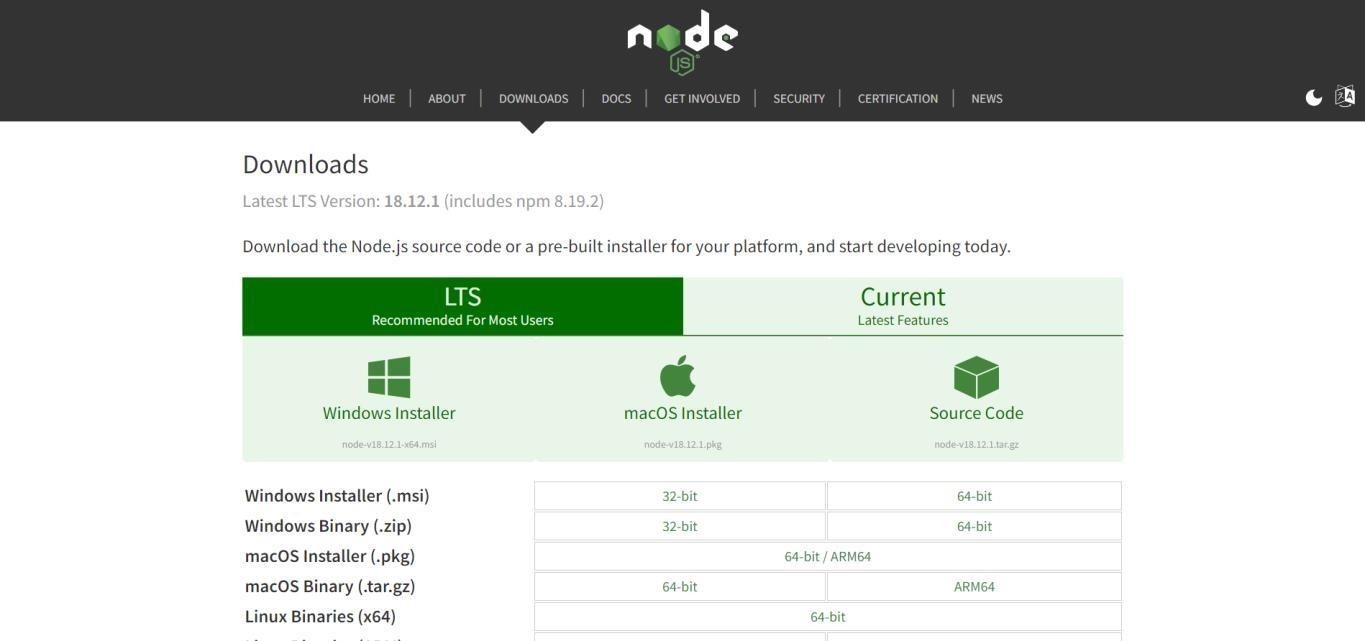 node
JS
HOME ABOUT DOWNLOADS DOCS GET INVOLVED SECURITY CERTIFICATION NEWS
Downloads
Latest LTS Version: 18.12.1 (includes npm 8.19.2)
Download the Node.js source code or a pre-built installer for your platform, and start developing today.
LTS
Recommended For Most Users
Current
Latest Features
Windows Installer
node-v18.12.1-x64.msi
macOS Installer
node-v18.12.1.pkg
Source Code
node-v18.12.1.tar.gz
Windows Installer (.msi) 32-bit 64-bit
Windows Binary (.zip) 32-bit 64-bit
macOS Installer (.pkg) 64-bit / ARM64
macOS Binary (.tar.gz) 64-bit ARM64
Linux Binaries (x64) 64-bit